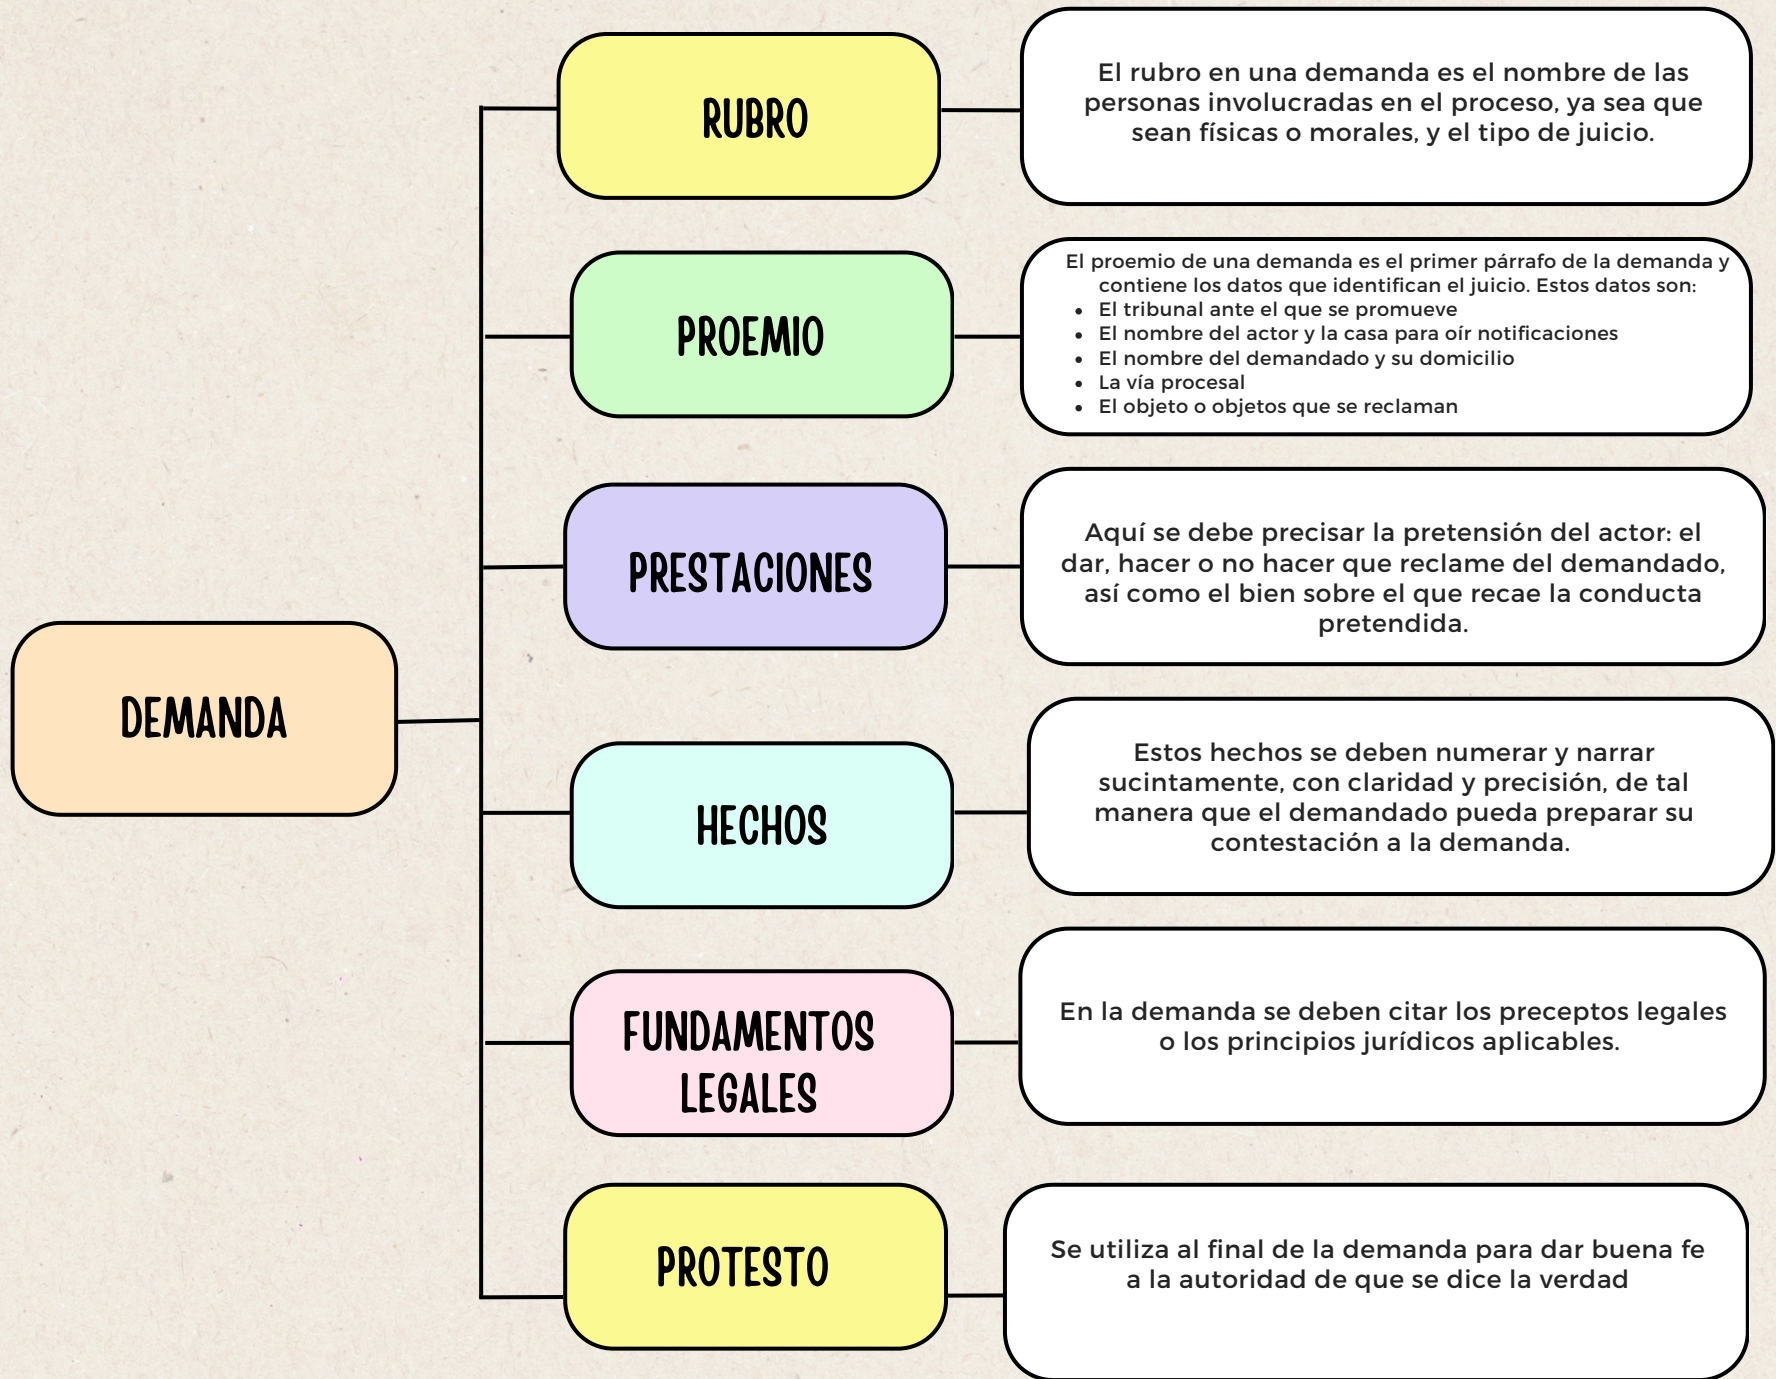 RUBRO
El rubro en una demanda es el nombre de las
personas involucradas en el proceso, ya sea que
sean físicas o morales, y el tipo de juicio.
PROEMIO
El proemio de una demanda es el primer párrafo de la demanda y
contiene los datos que identifican el juicio. Estos datos son:
• El tribunal ante el que se promueve
• El nombre del actor y la casa para oír notificaciones
• El nombre del demandado y su domicilio
• La vía procesal
• El objeto o objetos que se reclaman
PRESTACIONES
Aquí se debe precisar la pretensión del actor: el
dar, hacer o no hacer que reclame del demandado,
así como el bien sobre el que recae la conducta
pretendida.
DEMANDA
HECHOS
Estos hechos se deben numerar y narrar
sucintamente, con claridad y precisión, de tal
manera que el demandado pueda preparar su
contestación a la demanda.
FUNDAMENTOS
LEGALES
En la demanda se deben citar los preceptos legales
o los principios jurídicos aplicables.
PROTESTO
Se utiliza al final de la demanda para dar buena fe
a la autoridad de que se dice la verdad